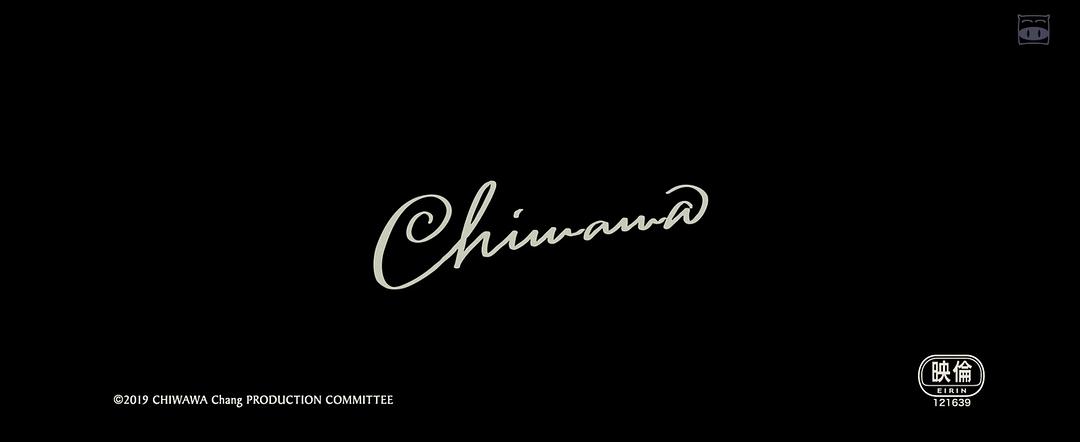 Chiwawa
映倫
EIRIN
121639
©2019 CHIWAWA Chang PRODUCTION COMMITTEE